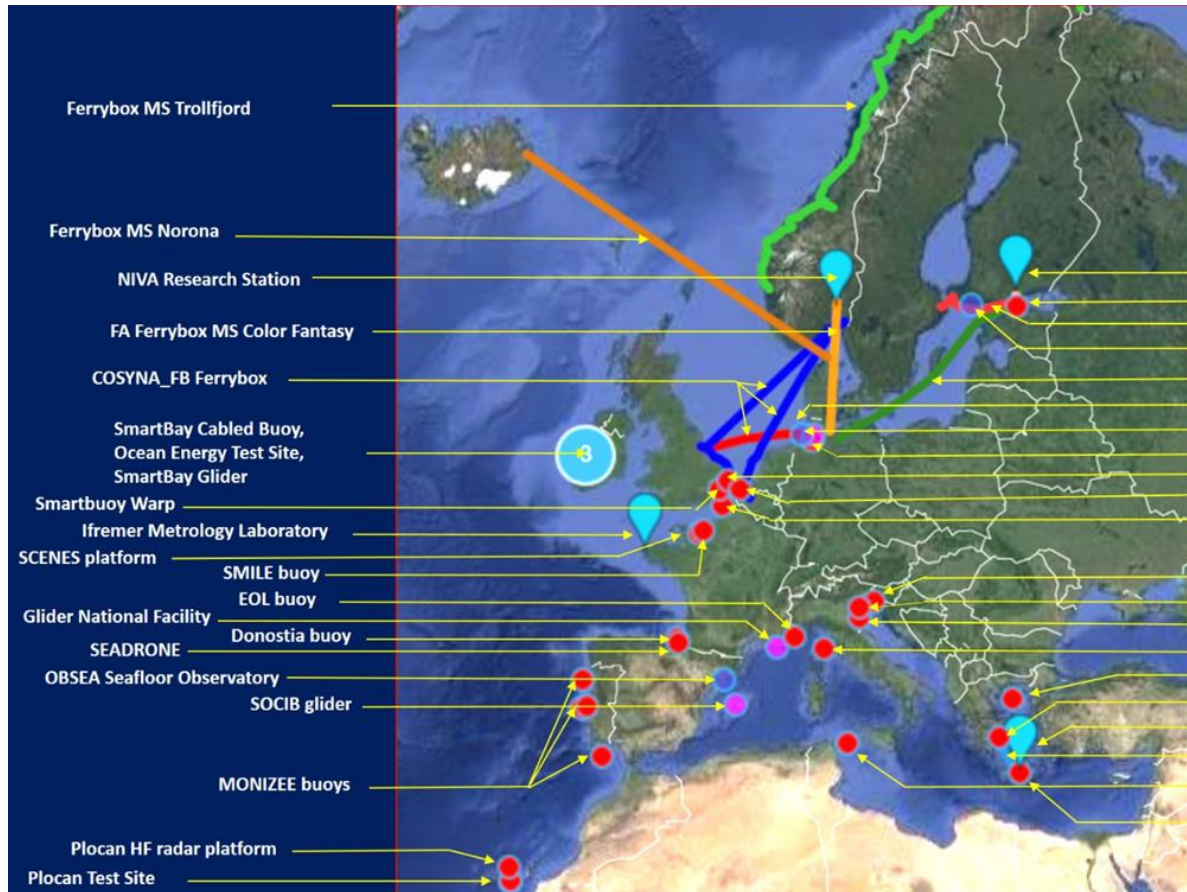 Ferrybox MS Trollfjord
Ferrybox MS Norona
NIVA Research Station
FA Ferrybox MS Color Fantasy
COSYNA_FB Ferrybox
SmartBay Cabled Buoy,
Ocean Energy Test Site,
SmartBay Glider
3
Smartbuoy Warp
Ifremer Metrology Laboratory
SCENES platform
SMILE buoy
EOL buoy
Glider National Facility
Donostia buoy
SEADRONE
OBSEA Seafloor Observatory
SOCIB glider
MONIZEE buoys
Plocan HF radar platform
Plocan Test Site